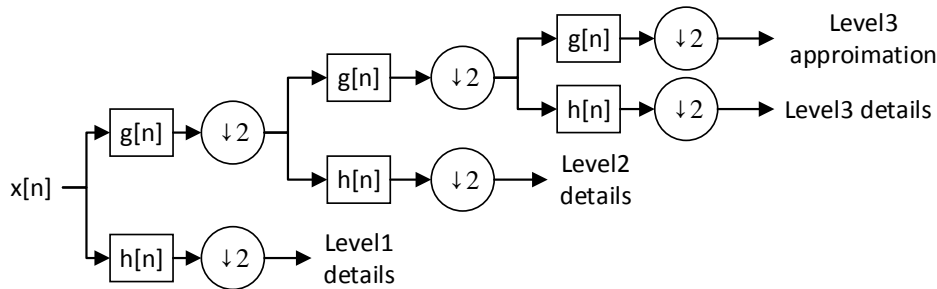 Level3
approimation
g[n]
↓2
g[n]
↓2
h[n]
↓2
Level3 details
g[n]
↓2
h[n]
↓2
Level2
details
x[n]
h[n]
↓2
Level1
details